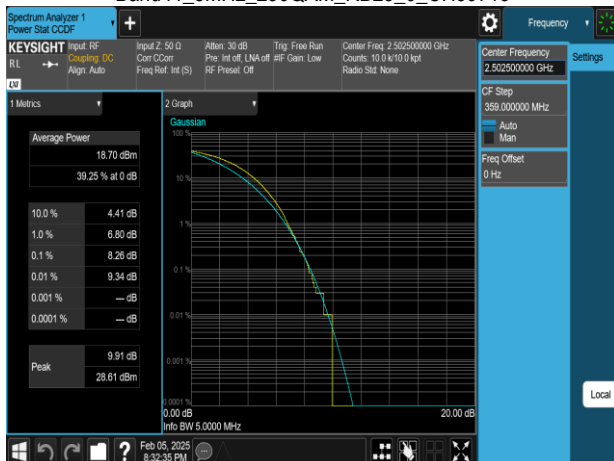 Spectrum Analyzer 1
Power Stat CCDF
Frequency
KEYSIGHT
RL
Input: RF
Coupling: DC
Align: Auto
Input Z: 50 Ω
Corr CCorr
Freq Ref: Int (S)
Atten: 30 dB
Pre: Int off, LNA off
RF Presel: Off
Trig: Free Run
#IF Gain: Low
Center Freq: 2.502500000 GHz
Counts: 10.0 k/10.0 kpt
Radio Std: None
LXI
Center Frequency
2.502500000 GHz
Settings
CF Step
359.000000 MHz
Auto
Man
Freq Offset
0 Hz
1 Metrics
Average Power
18.70 dBm
39.25 % at 0 dB
10.0 % 4.41 dB
1.0 % 6.80 dB
0.1 % 8.26 dB
0.01 % 9.34 dB
0.001 % --- dB
0.0001 % --- dB
Peak
9.91 dB
28.61 dBm
2 Graph
Gaussian
100 %
10 %
1 %
0.1 %
0.01 %
0.001 %
0.0001 %
0.00 dB
20.00 dB
Info BW 5.0000 MHz
Local
?
Feb 05, 2025
8:32:35 PM